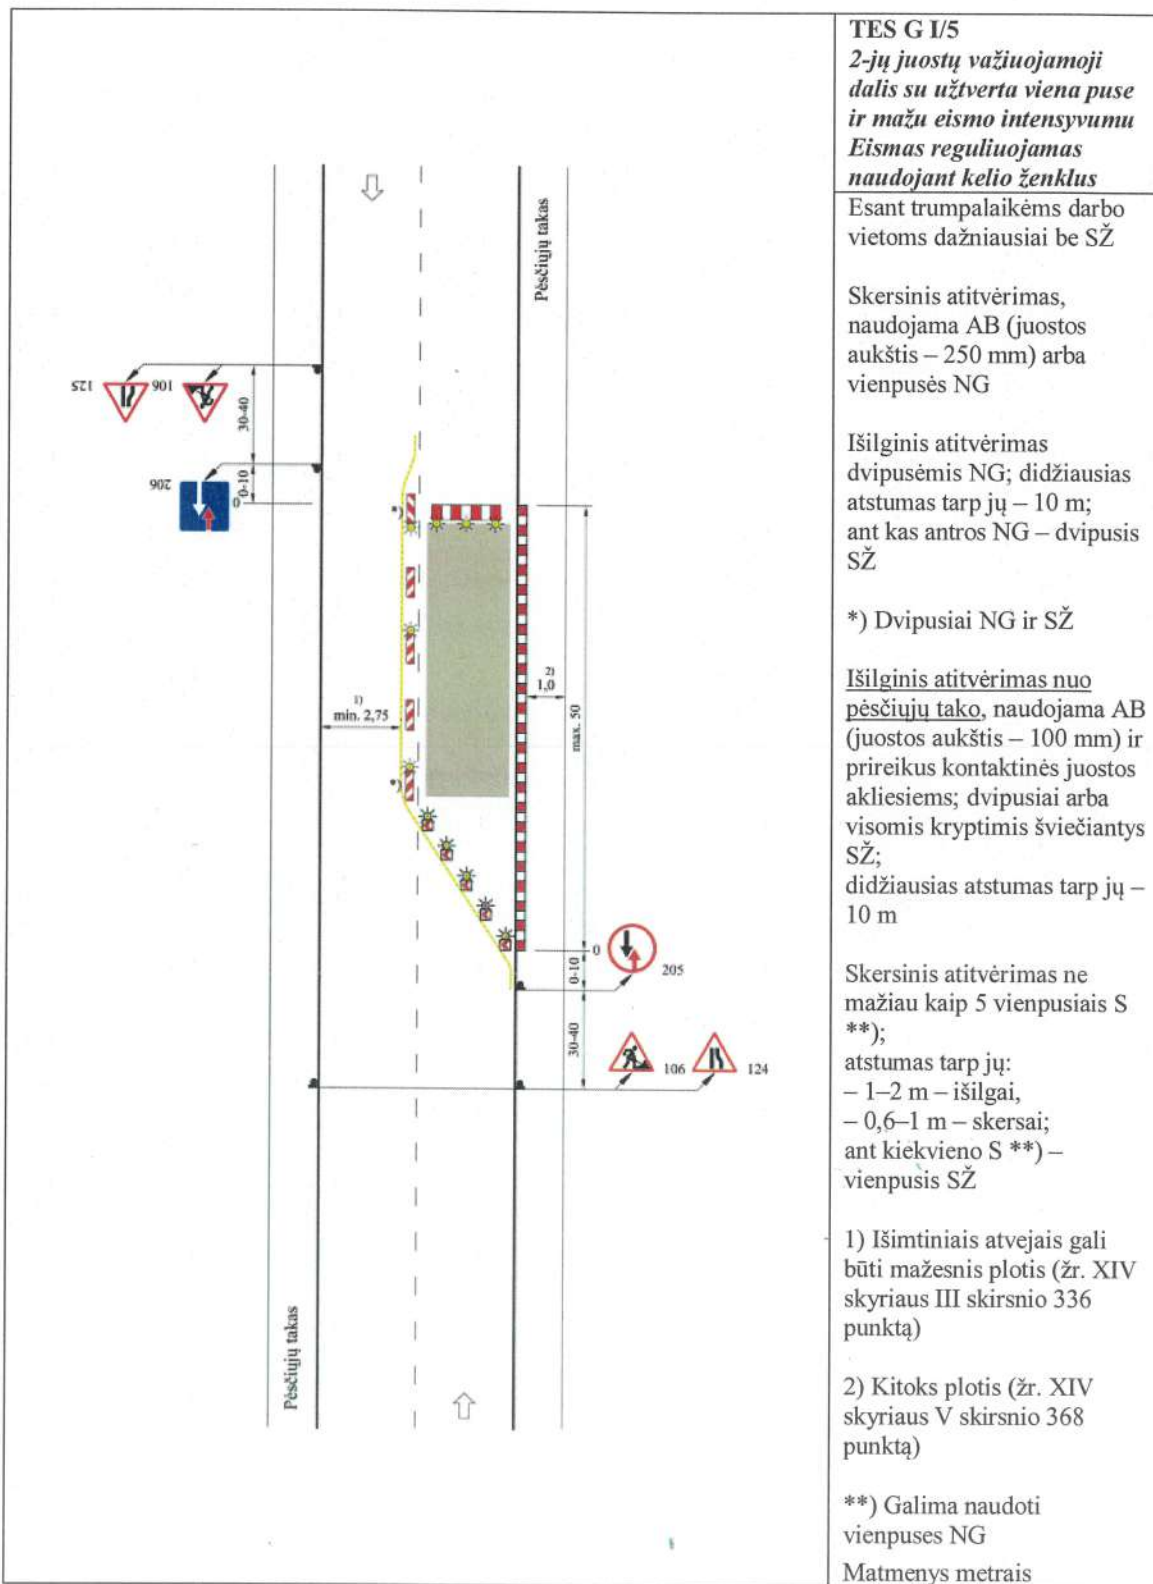 TES G I/5
2-jų juostų važiuojamoji
dalis su užtverta viena puse
ir mažu eismo intensyvumu
Eismas reguliuojamas
naudojant kelio ženklus
Esant trumpalaikėms darbo
vietoms dažniausiai be SŽ
Skersinis atitvėrimas,
naudojama AB (juostos
aukštis – 250 mm) arba
vienpusės NG
Išilginis atitvėrimas
dvipusėmis NG; didžiausias
atstumas tarp jų – 10 m;
ant kas antros NG – dvipusis
SŽ
*) Dvipusiai NG ir SŽ
Išilginis atitvėrimas nuo
pėsčiųjų tako, naudojama AB
(juostos aukštis – 100 mm) ir
prireikus kontaktinės juostos
akliesiems; dvipusiai arba
visomis kryptimis šviečiantys
SŽ;
didžiausias atstumas tarp jų –
10 m
Skersinis atitvėrimas ne
mažiau kaip 5 vienpusiais S
**);
atstumas tarp jų:
– 1–2 m – išilgai,
– 0,6–1 m – skersai;
ant kiekvieno S **) –
vienpusis SŽ
1) Išimtiniais atvejais gali
būti mažesnis plotis (žr. XIV
skyriaus III skirsnio 336
punktą)
2) Kitoks plotis (žr. XIV
skyriaus V skirsnio 368
punktą)
**) Galima naudoti
vienpuses NG
Matmenys metrais
Pėsčiųjų takas
125
106
30-40
206
0-10
0
*)
1)
min. 2,75
2)
1,0
max. 50
*)
0
0-10
205
30-40
106
124
Pėsčiųjų takas